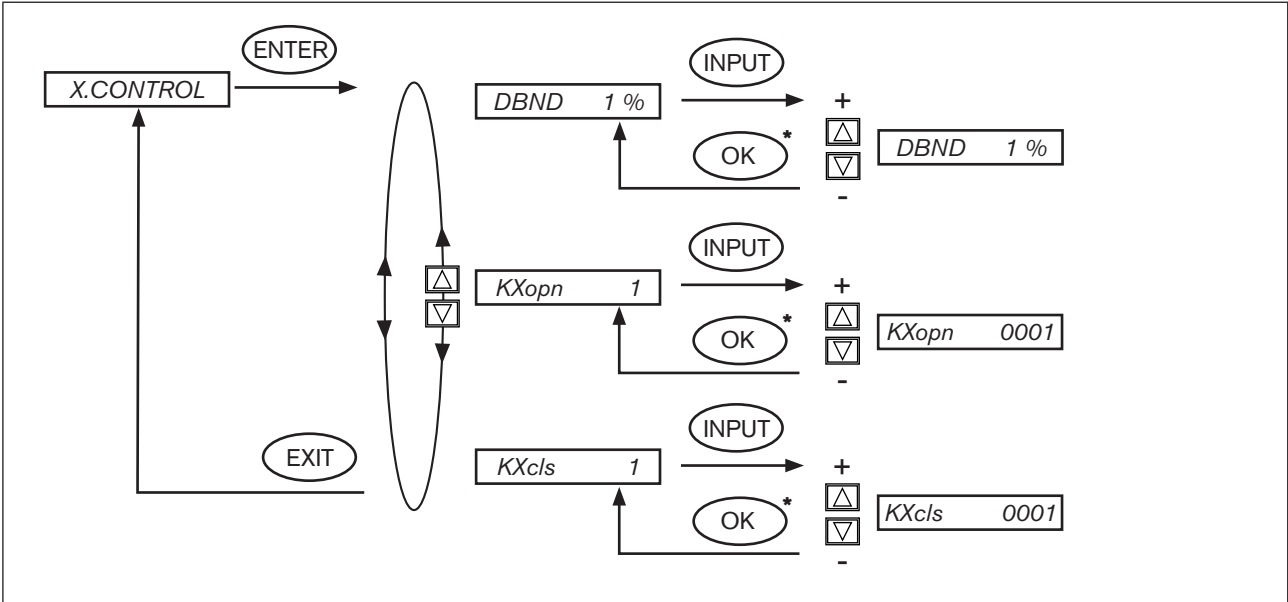 ENTER
X.CONTROL
INPUT
DBND 1 %
+
OK *
DBND 1 %
-
INPUT
KXopn 1
+
OK *
KXopn 0001
-
INPUT
EXIT
KXcls 1
+
OK *
KXcls 0001
-